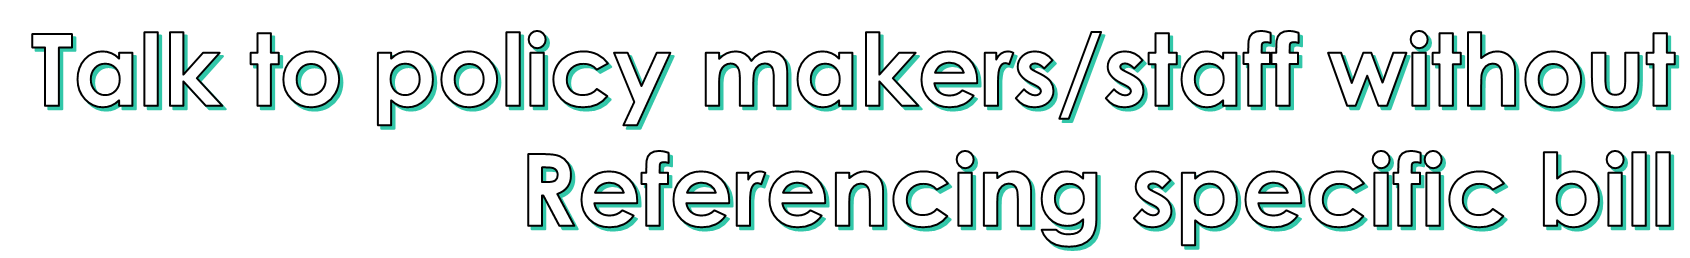 Talk to policy makers/staff without
Referencing specific bill